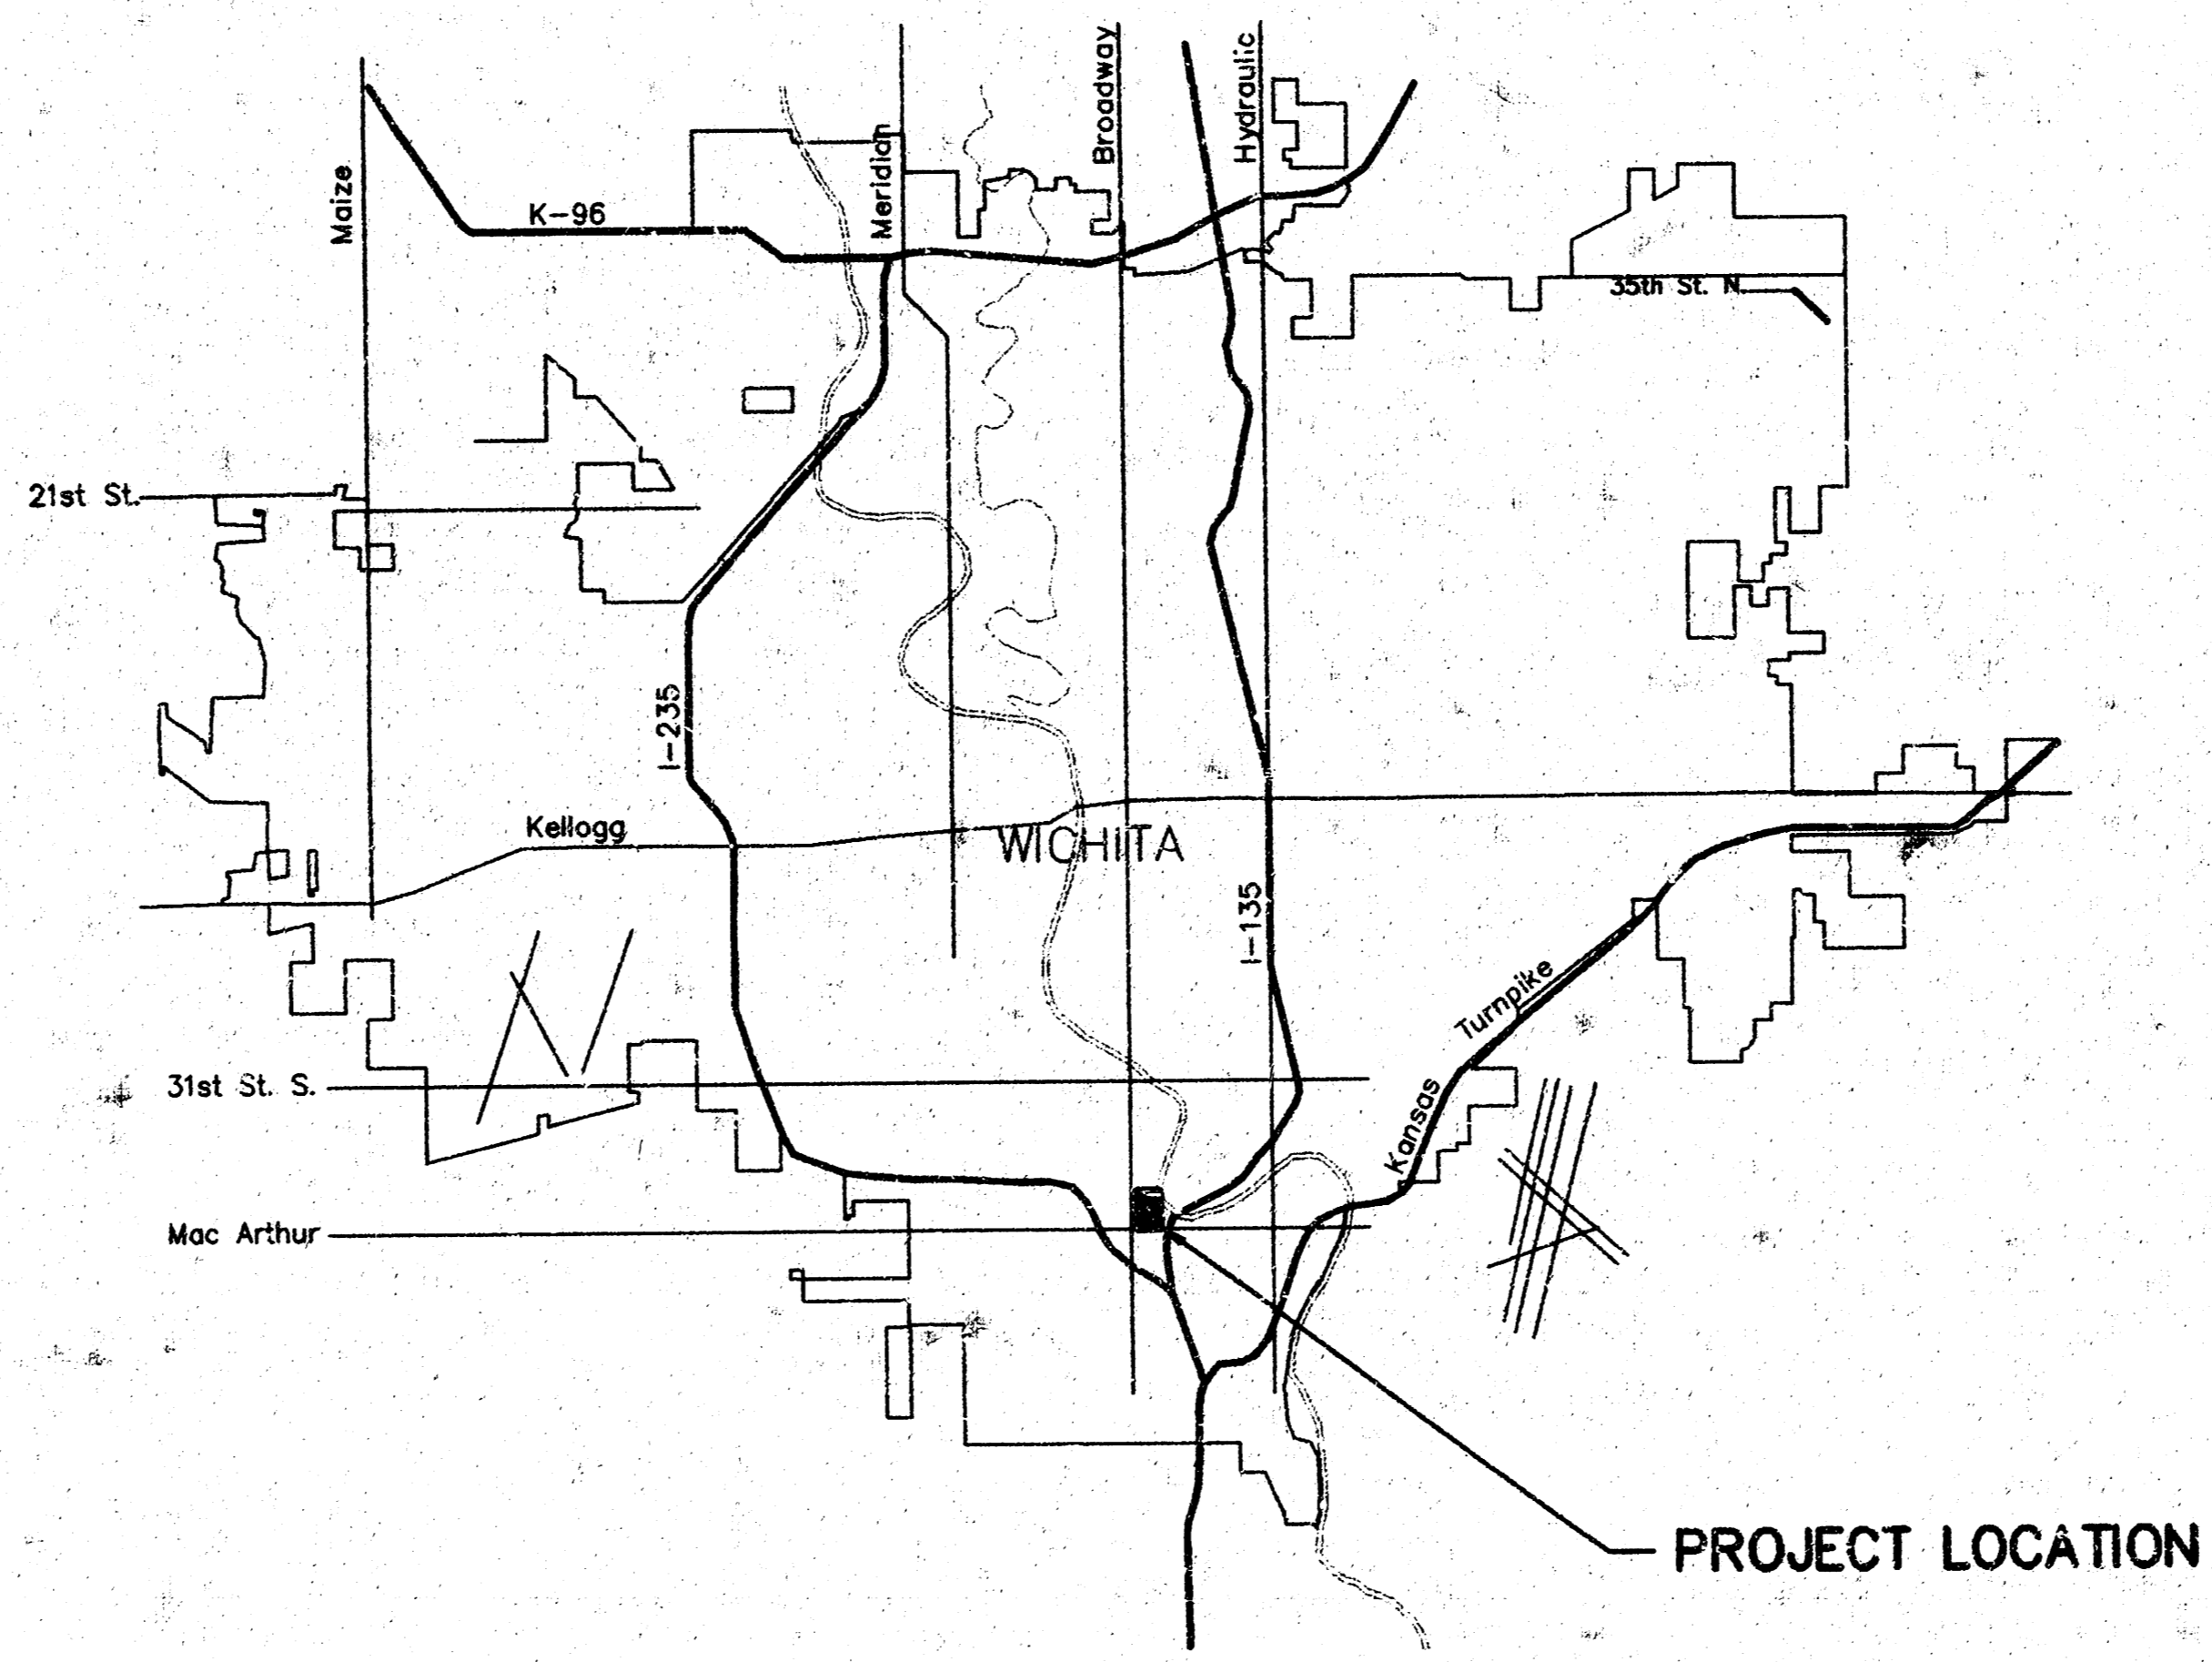 Broadway
Hydraulic
Meridian
Maize
K-96
35th St. N.
21st St.
I-235
Kellogg
WICHITA
I-135
Turnpike
Kansas
31st St. S.
Mac Arthur
PROJECT LOCATION